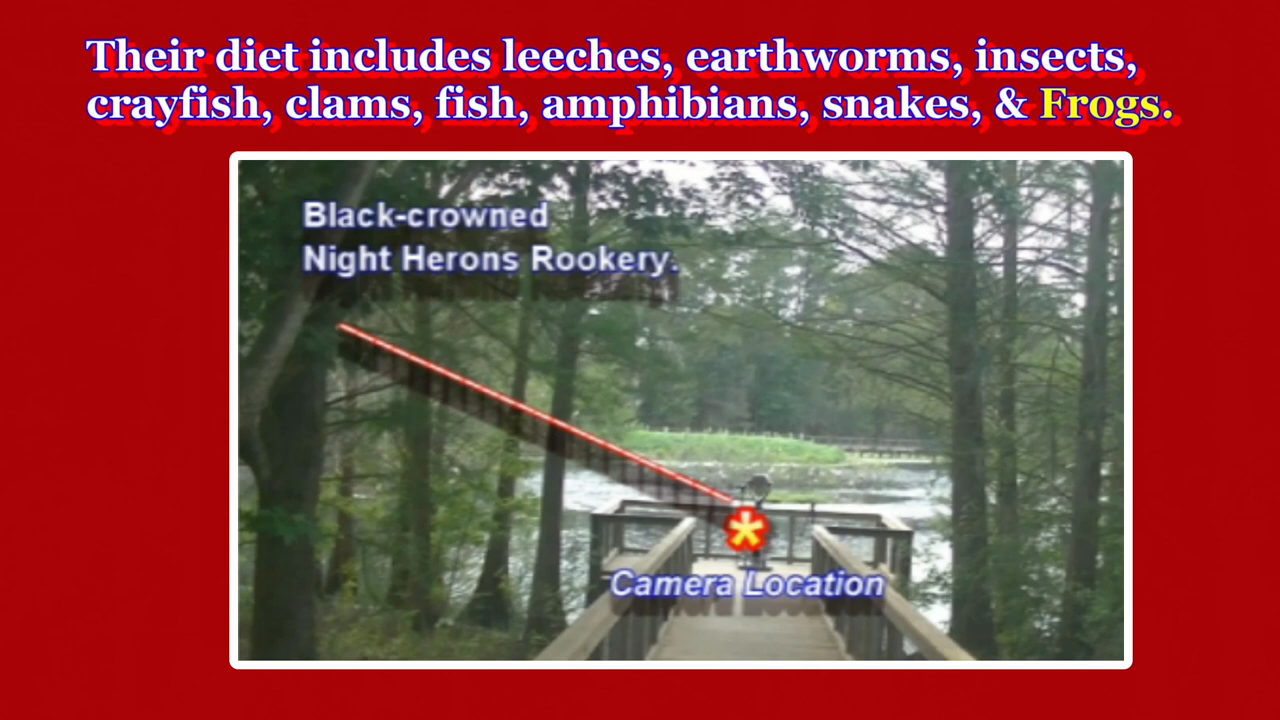 Their diet includes leeches, earthworms, insects,
crayfish, clams, fish, amphibians, snakes, & Frogs.
Black-crowned
Night Herons Rookery.
*
Camera Location